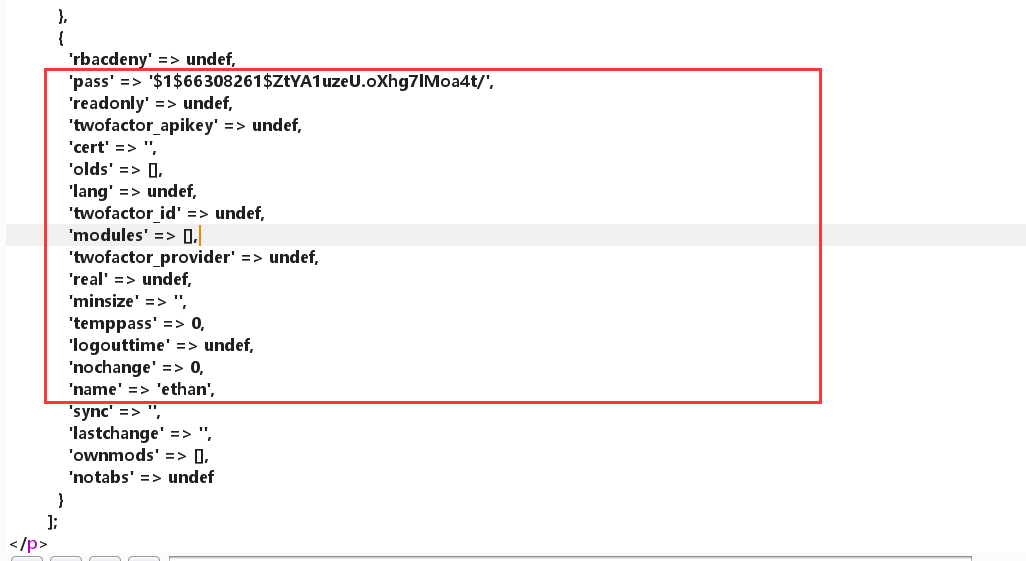 },
{
'rbacdeny' => undef,
'pass' => '$1$66308261$ZtYA1uzeU.oXhg7lMoa4t/',
'readonly' => undef,
'twofactor_apikey' => undef,
'cert' => '',
'olds' => [],
'lang' => undef,
'twofactor_id' => undef,
'modules' => [],
'twofactor_provider' => undef,
'real' => undef,
'minsize' => '',
'temppass' => 0,
'logouttime' => undef,
'nochange' => 0,
'name' => 'ethan',
'sync' => '',
'lastchange' => '',
'ownmods' => [],
'notabs' => undef
}
];
</p>